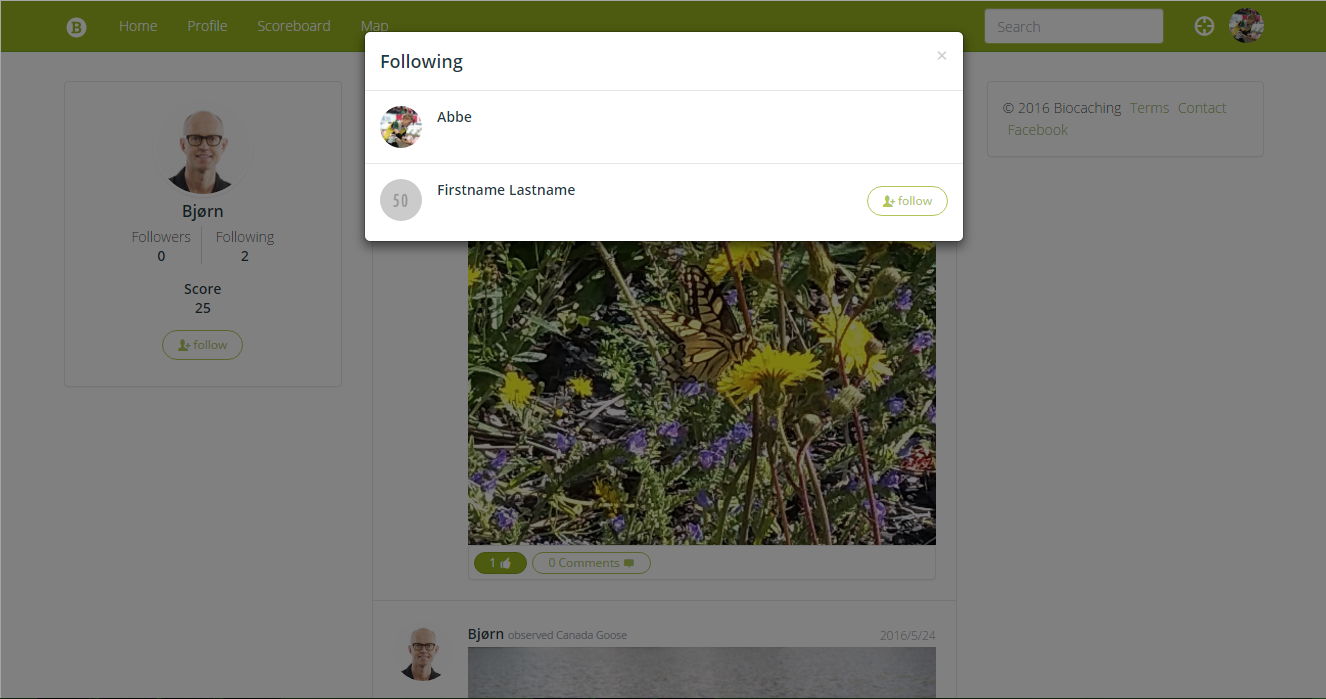 B Home Profile Scoreboard Map Search
Following ×
Abbe
50 Firstname Lastname follow
Bjørn
Followers Following
0 2
Score
25
follow
1 0 Comments
Bjørn observed Canada Goose 2016/5/24
© 2016 Biocaching Terms Contact
Facebook